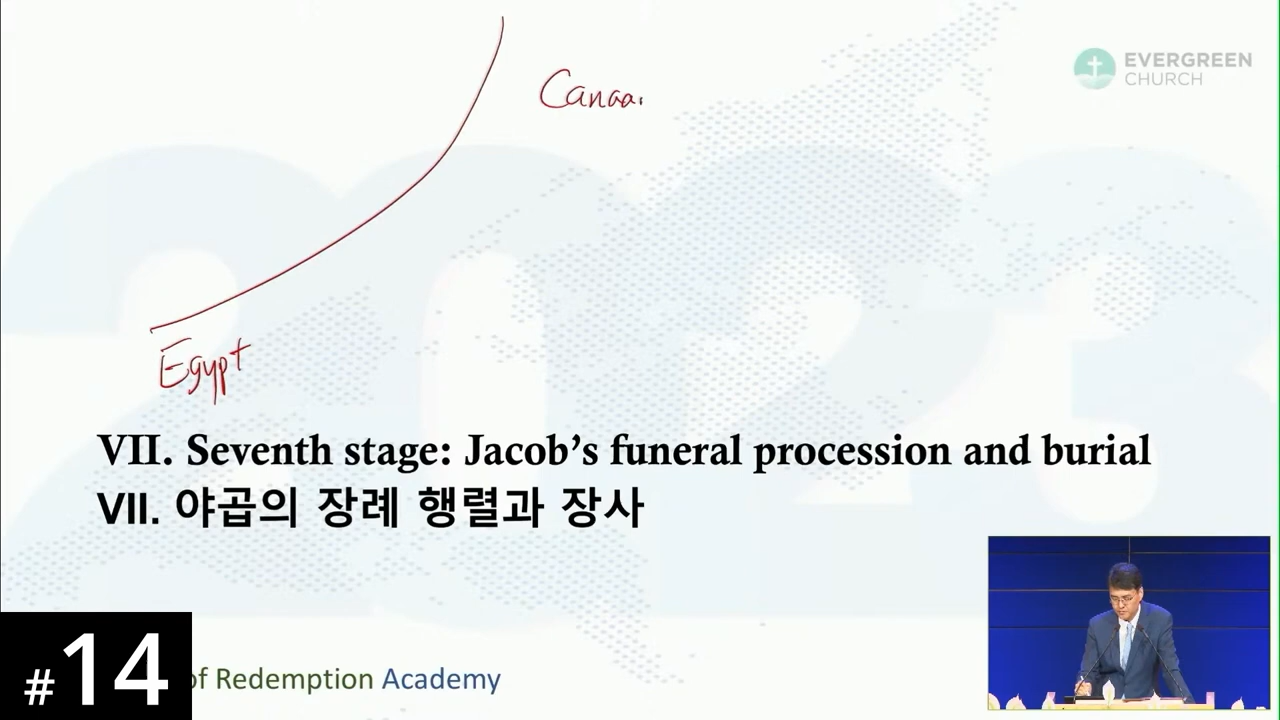 Canaa
EVERGREEN
CHURCH
Egypt
VII. Seventh stage: Jacob’s funeral procession and burial
VII. 야곱의 장례 행렬과 장사
#14
of Redemption Academy